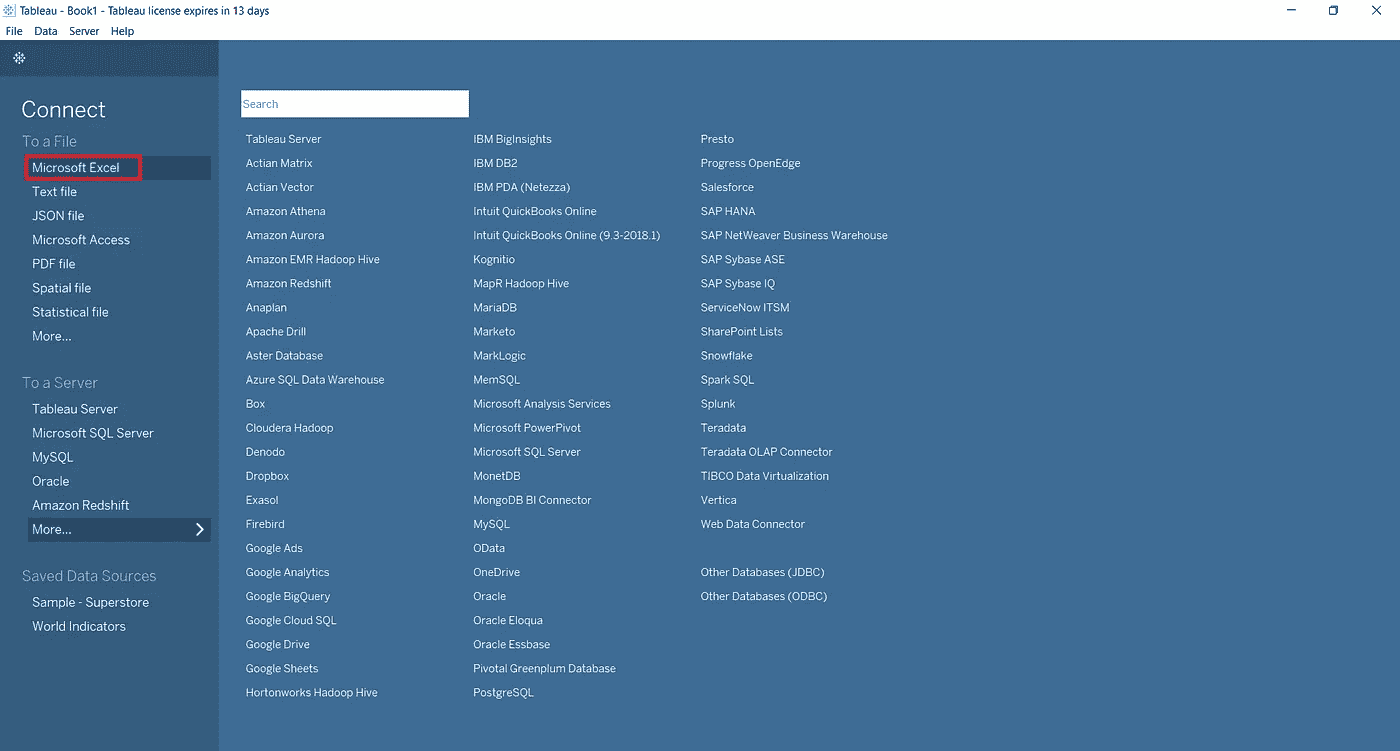 Tableau - Book1 - Tableau license expires in 13 days
File Data Server Help
Connect
To a File
Microsoft Excel
Text file
JSON file
Microsoft Access
PDF file
Spatial file
Statistical file
More...
To a Server
Tableau Server
Microsoft SQL Server
MySQL
Oracle
Amazon Redshift
More...
Saved Data Sources
Sample - Superstore
World Indicators
Search
Tableau Server
Actian Matrix
Actian Vector
Amazon Athena
Amazon Aurora
Amazon EMR Hadoop Hive
Amazon Redshift
Anaplan
Apache Drill
Aster Database
Azure SQL Data Warehouse
Box
Cloudera Hadoop
Denodo
Dropbox
Exasol
Firebird
Google Ads
Google Analytics
Google BigQuery
Google Cloud SQL
Google Drive
Google Sheets
Hortonworks Hadoop Hive
IBM BigInsights
IBM DB2
IBM PDA (Netezza)
Intuit QuickBooks Online
Intuit QuickBooks Online (9.3-2018.1)
Kognitio
MapR Hadoop Hive
MariaDB
Marketo
MarkLogic
MemSQL
Microsoft Analysis Services
Microsoft PowerPivot
Microsoft SQL Server
MonetDB
MongoDB BI Connector
MySQL
OData
OneDrive
Oracle
Oracle Eloqua
Oracle Essbase
Pivotal Greenplum Database
PostgreSQL
Presto
Progress OpenEdge
Salesforce
SAP HANA
SAP NetWeaver Business Warehouse
SAP Sybase ASE
SAP Sybase IQ
ServiceNow ITSM
SharePoint Lists
Snowflake
Spark SQL
Splunk
Teradata
Teradata OLAP Connector
TIBCO Data Virtualization
Vertica
Web Data Connector
Other Databases (JDBC)
Other Databases (ODBC)